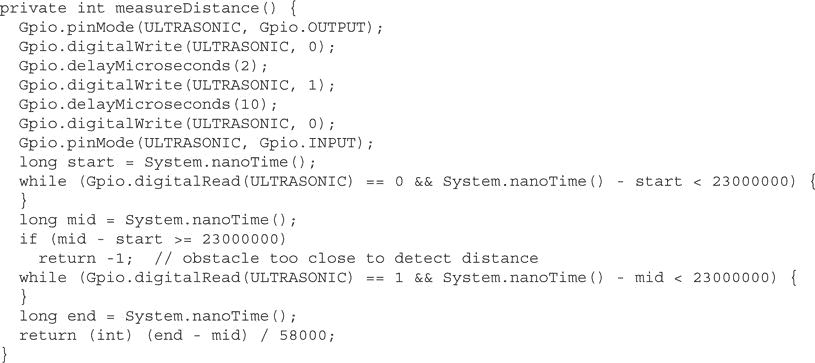 private int measureDistance() {
  Gpio.pinMode(ULTRASONIC, Gpio.OUTPUT);
  Gpio.digitalWrite(ULTRASONIC, 0);
  Gpio.delayMicroseconds(2);
  Gpio.digitalWrite(ULTRASONIC, 1);
  Gpio.delayMicroseconds(10);
  Gpio.digitalWrite(ULTRASONIC, 0);
  Gpio.pinMode(ULTRASONIC, Gpio.INPUT);
  long start = System.nanoTime();
  while (Gpio.digitalRead(ULTRASONIC) == 0 && System.nanoTime() - start < 23000000) {
  }
  long mid = System.nanoTime();
  if (mid - start >= 23000000)
    return -1;  // obstacle too close to detect distance
  while (Gpio.digitalRead(ULTRASONIC) == 1 && System.nanoTime() - mid < 23000000) {
  }
  long end = System.nanoTime();
  return (int) (end - mid) / 58000;
}